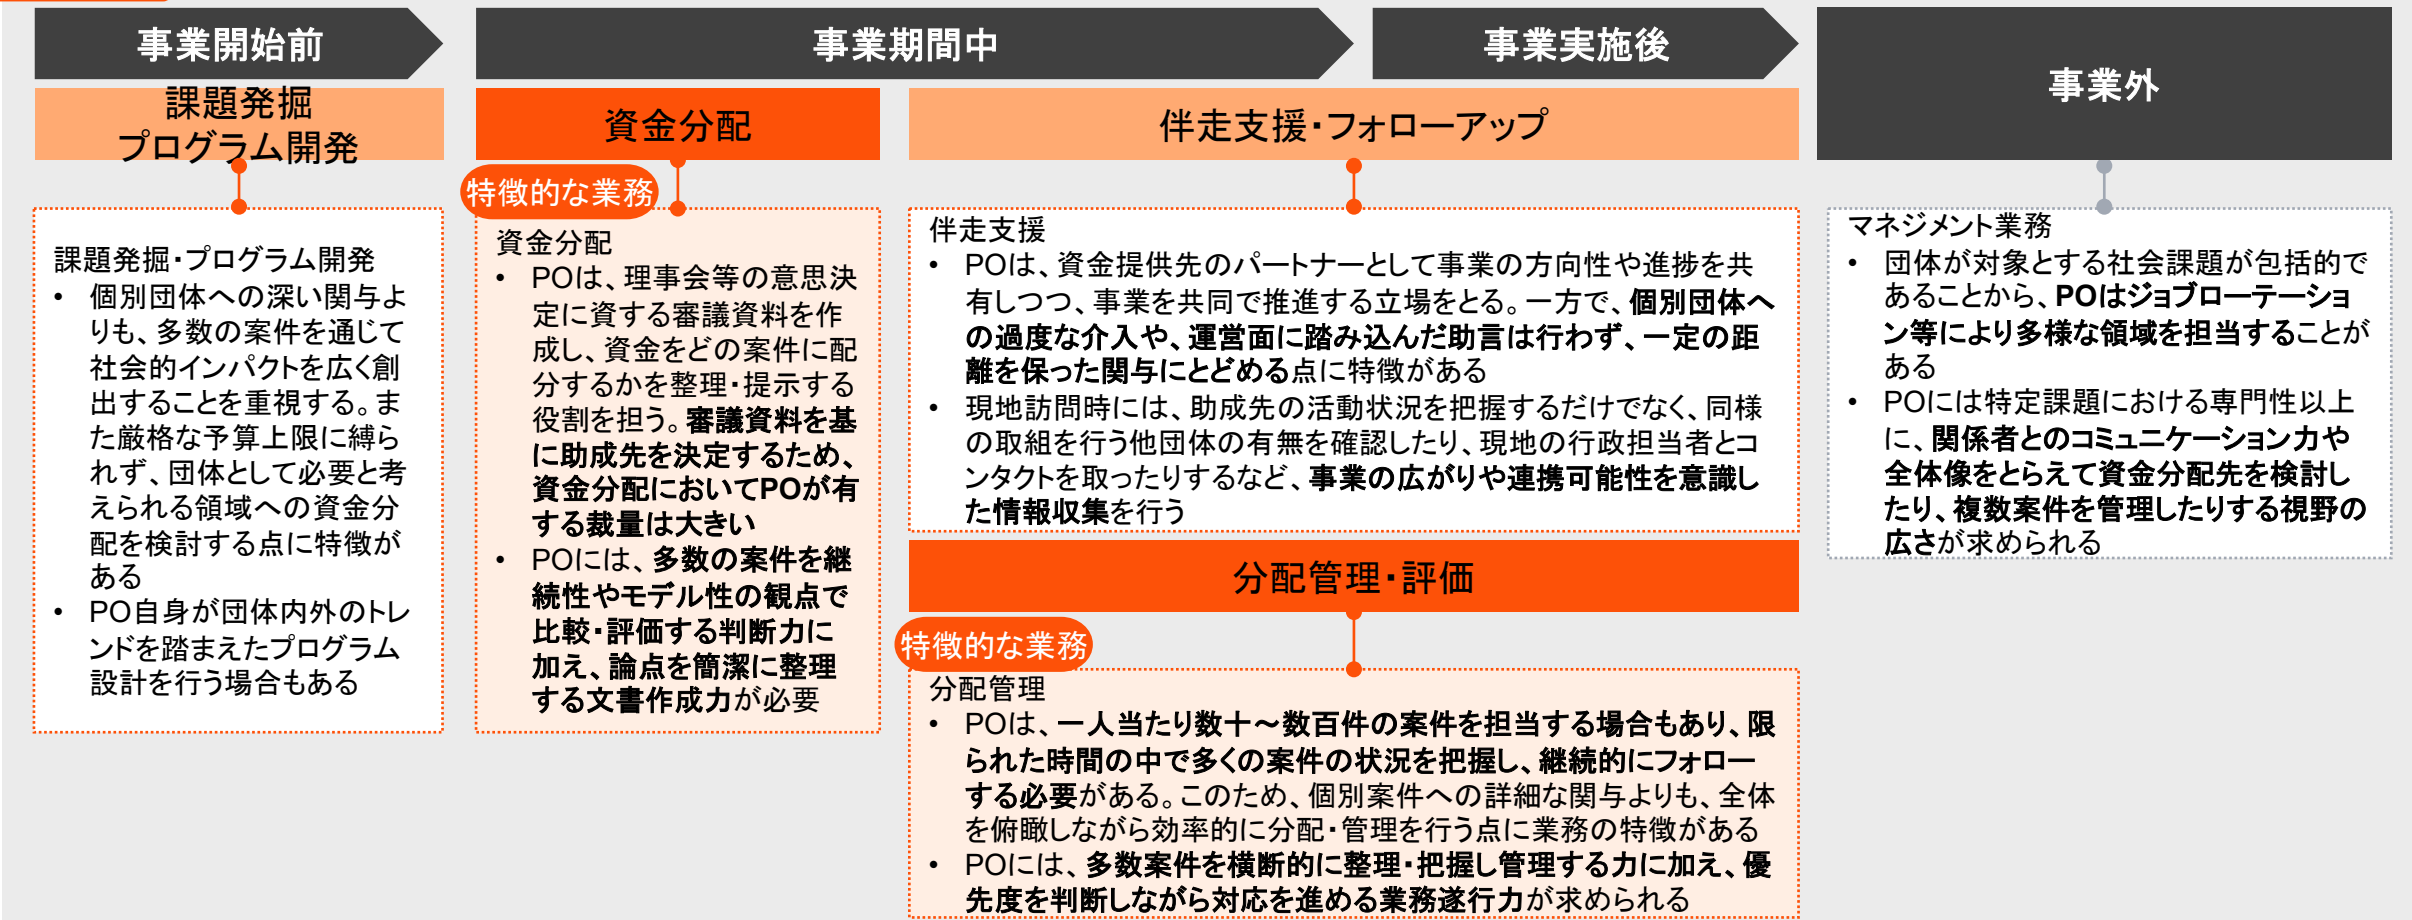 事業開始前
事業期間中
事業実施後
事業外
課題発掘
プログラム開発
資金分配
伴走支援・フォローアップ
特徴的な業務
課題発掘・プログラム開発
• 個別団体への深い関与よ
りも、多数の案件を通じて
社会的インパクトを広く創
出することを重視する。ま
た厳格な予算上限に縛ら
れず、団体として必要と考
えられる領域への資金分
配を検討する点に特徴が
ある
• PO自身が団体内外のトレ
ンドを踏まえたプログラム
設計を行う場合もある
資金分配
• POは、理事会等の意思決
定に資する審議資料を作
成し、資金をどの案件に配
分するかを整理・提示する
役割を担う。審議資料を基
に助成先を決定するため、
資金分配においてPOが有
する裁量は大きい
• POには、多数の案件を継
続性やモデル性の観点で
比較・評価する判断力に
加え、論点を簡潔に整理
する文書作成力が必要
伴走支援
• POは、資金提供先のパートナーとして事業の方向性や進捗を共
有しつつ、事業を共同で推進する立場をとる。一方で、個別団体へ
の過度な介入や、運営面に踏み込んだ助言は行わず、一定の距
離を保った関与にとどめる点に特徴がある
• 現地訪問時には、助成先の活動状況を把握するだけでなく、同様
の取組を行う他団体の有無を確認したり、現地の行政担当者とコ
ンタクトを取ったりするなど、事業の広がりや連携可能性を意識し
た情報収集を行う
分配管理・評価
特徴的な業務
分配管理
• POは、一人当たり数十～数百件の案件を担当する場合もあり、限
られた時間の中で多くの案件の状況を把握し、継続的にフォロー
する必要がある。このため、個別案件への詳細な関与よりも、全体
を俯瞰しながら効率的に分配・管理を行う点に業務の特徴がある
• POには、多数案件を横断的に整理・把握し管理する力に加え、優
先度を判断しながら対応を進める業務遂行力が求められる
マネジメント業務
• 団体が対象とする社会課題が包括的で
あることから、POはジョブローテーショ
ン等により多様な領域を担当することが
ある
• POには特定課題における専門性以上
に、関係者とのコミュニケーション力や
全体像をとらえて資金分配先を検討し
たり、複数案件を管理したりする視野の
広さが求められる